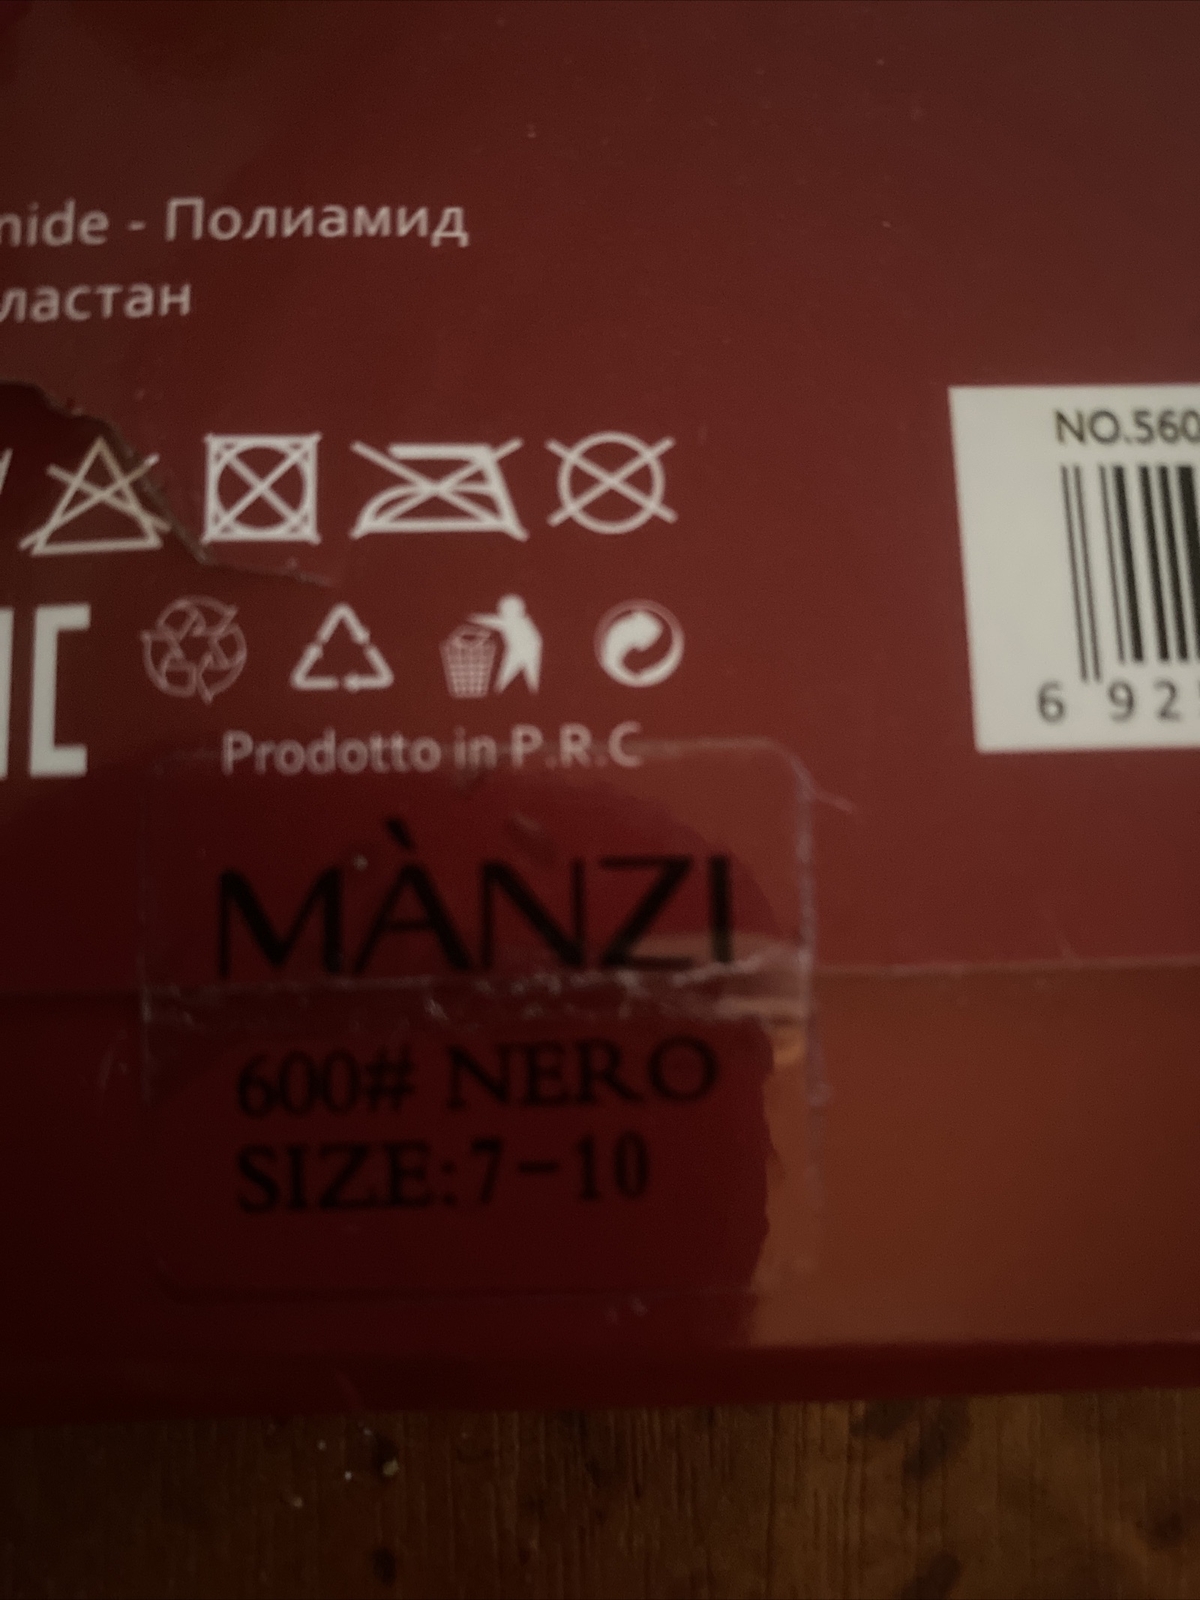 mide - Полиамид
ластан
NO.560
6 92
Prodotto in P.R.C
MÀNZI
600# NERO
SIZE:7-10